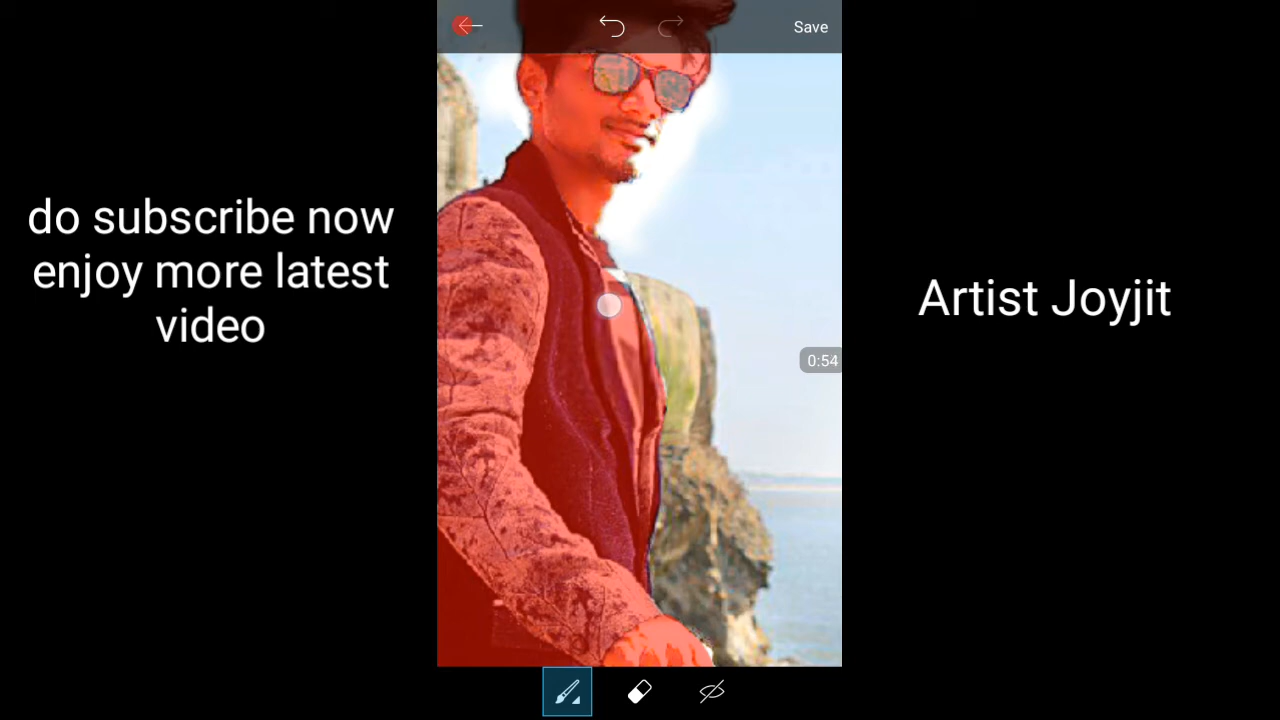 Save
do subscribe now
enjoy more latest
video
Artist Joyjit
0:54